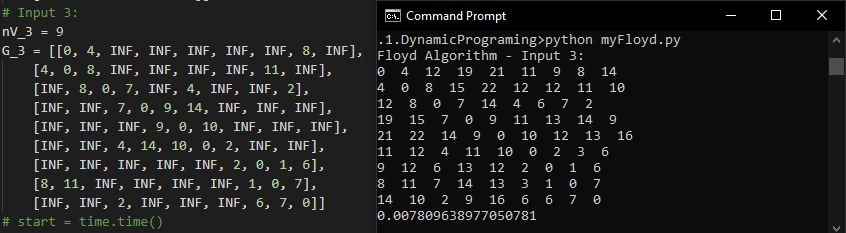 # Input 3:
nV_3 = 9
G_3 = [[0, 4, INF, INF, INF, INF, INF, 8, INF],
[4, 0, 8, INF, INF, INF, INF, 11, INF],
[INF, 8, 0, 7, INF, 4, INF, INF, 2],
[INF, INF, 7, 0, 9, 14, INF, INF, INF],
[INF, INF, INF, 9, 0, 10, INF, INF, INF],
[INF, INF, 4, 14, 10, 0, 2, INF, INF],
[INF, INF, INF, INF, INF, 2, 0, 1, 6],
[8, 11, INF, INF, INF, INF, 1, 0, 7],
[INF, INF, 2, INF, INF, INF, 6, 7, 0]]
# start = time.time()
Command Prompt
.1.DynamicPrograming>python myFloyd.py
Floyd Algorithm - Input 3:
0 4 12 19 21 11 9 8 14
4 0 8 15 22 12 12 11 10
12 8 0 7 14 4 6 7 2
19 15 7 0 9 11 13 14 9
21 22 14 9 0 10 12 13 16
11 12 4 11 10 0 2 3 6
9 12 6 13 12 2 0 1 6
8 11 7 14 13 3 1 0 7
14 10 2 9 16 6 6 7 0
0.007809638977050781